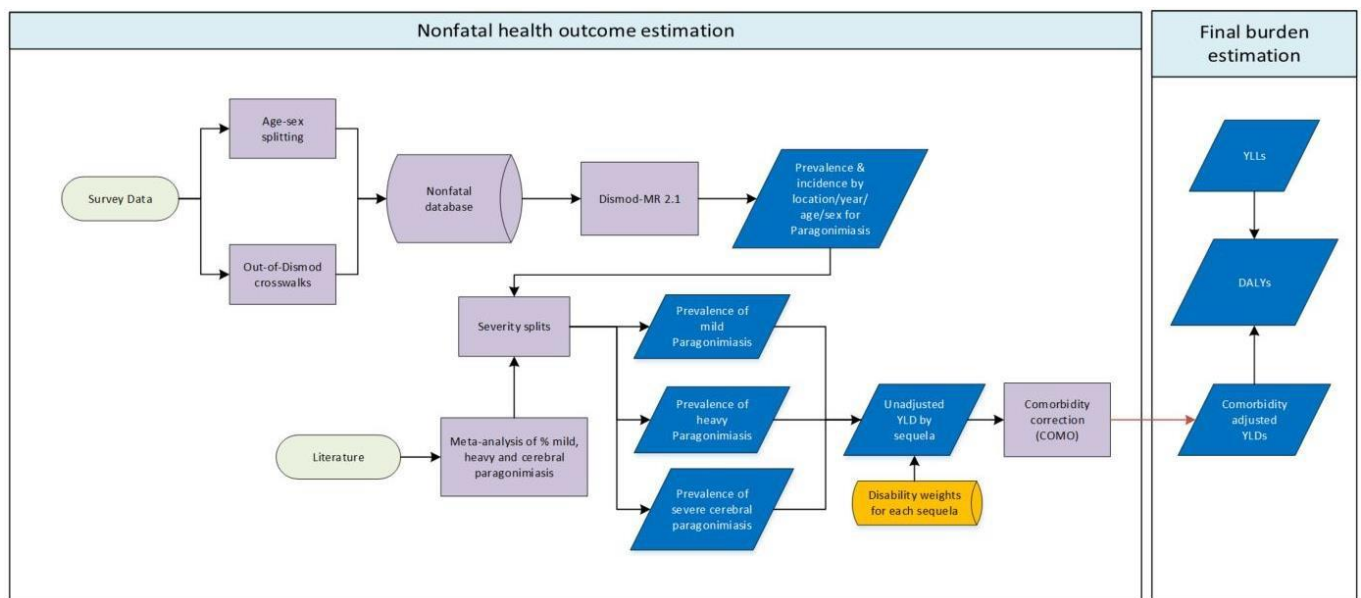 Nonfatal health outcome estimation
Final burden
estimation
Age-sex
splitting
Survey Data
Out-of-Dismod
crosswalks
Nonfatal
database
Dismod-MR 2.1
Prevalence &
incidence by
location/year/
age/sex for
Paragonimiasis
YLLs
DALYs
Severity splits
Prevalence of
mild
Paragonimiasis
Prevalence of
heavy
Paragonimiasis
Prevalence of
severe cerebral
paragonimiasis
Literature
Meta-analysis of % mild,
heavy and cerebral
paragonimiasis
Unadjusted
YLD by
sequela
Disability weights
for each sequela
Comorbidity
correction
(COMO)
Comorbidity
adjusted
YLDs